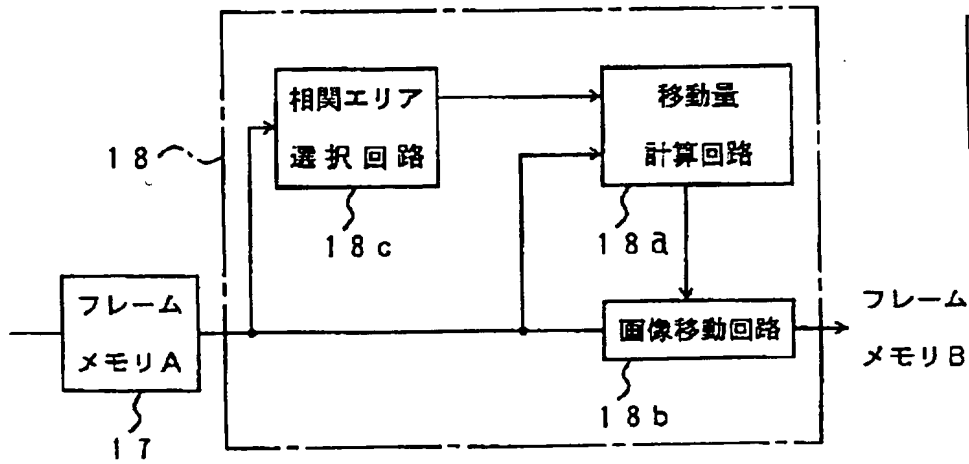 相関エリア
選択回路
移動量
計算回路
18
18c
18a
フレーム
メモリA
画像移動回路
フレーム
メモリB
18b
17